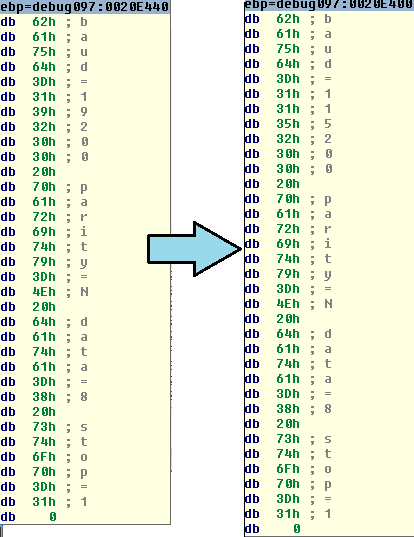 ebp=debug097:0020E440
db 62h ; b
db 61h ; a
db 75h ; u
db 64h ; d
db 3Dh ; =
db 31h ; 1
db 39h ; 9
db 32h ; 2
db 30h ; 0
db 30h ; 0
db 20h
db 70h ; p
db 61h ; a
db 72h ; r
db 69h ; i
db 74h ; t
db 79h ; y
db 3Dh ; =
db 4Eh ; N
db 20h
db 64h ; d
db 61h ; a
db 74h ; t
db 61h ; a
db 3Dh ; =
db 38h ; 8
db 20h
db 73h ; s
db 74h ; t
db 6Fh ; o
db 70h ; p
db 3Dh ; =
db 31h ; 1
db 0
ebp=debug097:0020E400
db 62h ; b
db 61h ; a
db 75h ; u
db 64h ; d
db 3Dh ; =
db 31h ; 1
db 31h ; 1
db 35h ; 5
db 32h ; 2
db 30h ; 0
db 30h ; 0
db 20h
db 70h ; p
db 61h ; a
db 72h ; r
db 69h ; i
db 74h ; t
db 79h ; y
db 3Dh ; =
db 4Eh ; N
db 20h
db 64h ; d
db 61h ; a
db 74h ; t
db 61h ; a
db 3Dh ; =
db 38h ; 8
db 20h
db 73h ; s
db 74h ; t
db 6Fh ; o
db 70h ; p
db 3Dh ; =
db 31h ; 1
db 0